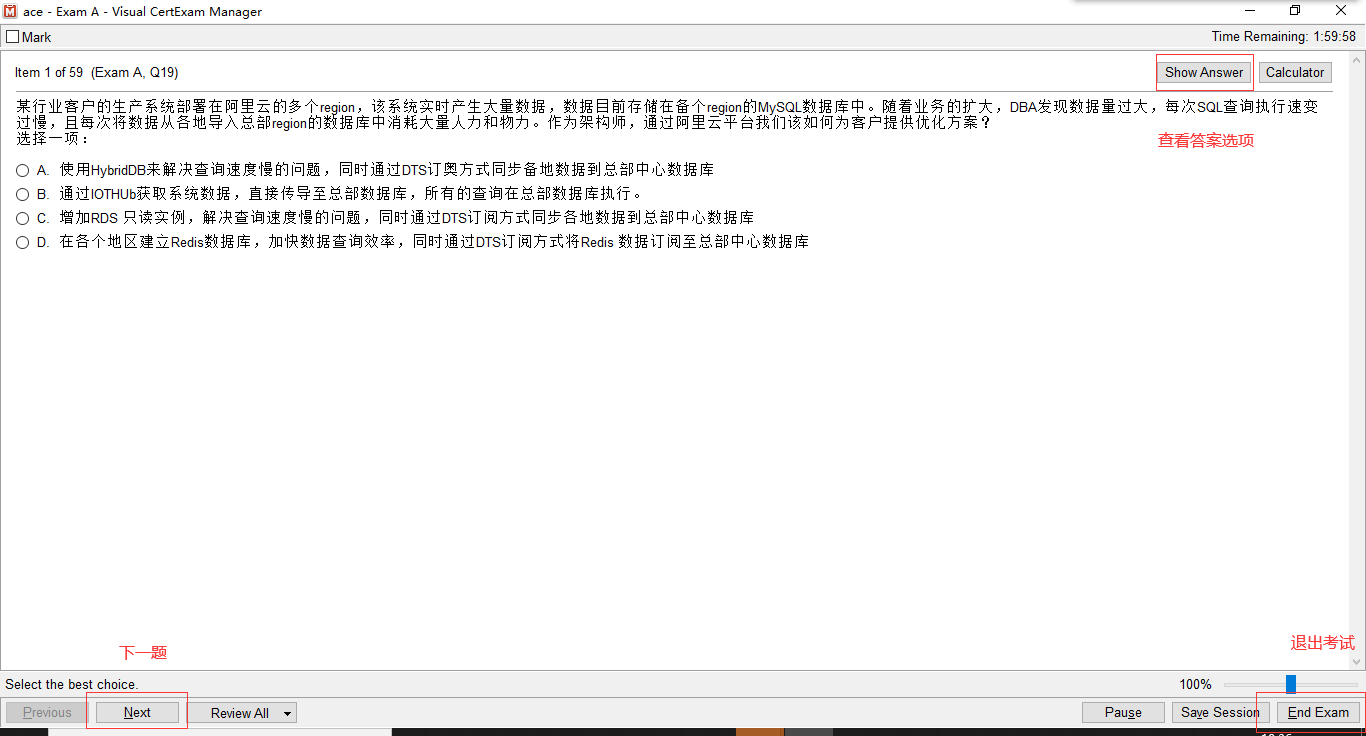 ace - Exam A - Visual CertExam Manager
Mark
Time Remaining: 1:59:58
Item 1 of 59 (Exam A, Q19)
Show Answer
Calculator
某行业客户的生产系统部署在阿里云的多个region，该系统实时产生大量数据，数据目前存储在备个region的MySQL数据库中。随着业务的扩大，DBA发现数据量过大，每次SQL查询执行速变
过慢，且每次将数据从各地导入总部region的数据库中消耗大量人力和物力。作为架构师，通过阿里云平台我们该如何为客户提供优化方案？
选择一项：
查看答案选项
A. 使用HybridDB来解决查询速度慢的问题，同时通过DTS订奥方式同步备地数据到总部中心数据库
B. 通过IOTHUb获取系统数据，直接传导至总部数据库，所有的查询在总部数据库执行。
C. 增加RDS 只读实例，解决查询速度慢的问题，同时通过DTS订阅方式同步各地数据到总部中心数据库
D. 在各个地区建立Redis数据库，加快数据查询效率，同时通过DTS订阅方式将Redis 数据订阅至总部中心数据库
下一题
退出考试
Select the best choice.
100%
Previous
Next
Review All
Pause
Save Session
End Exam